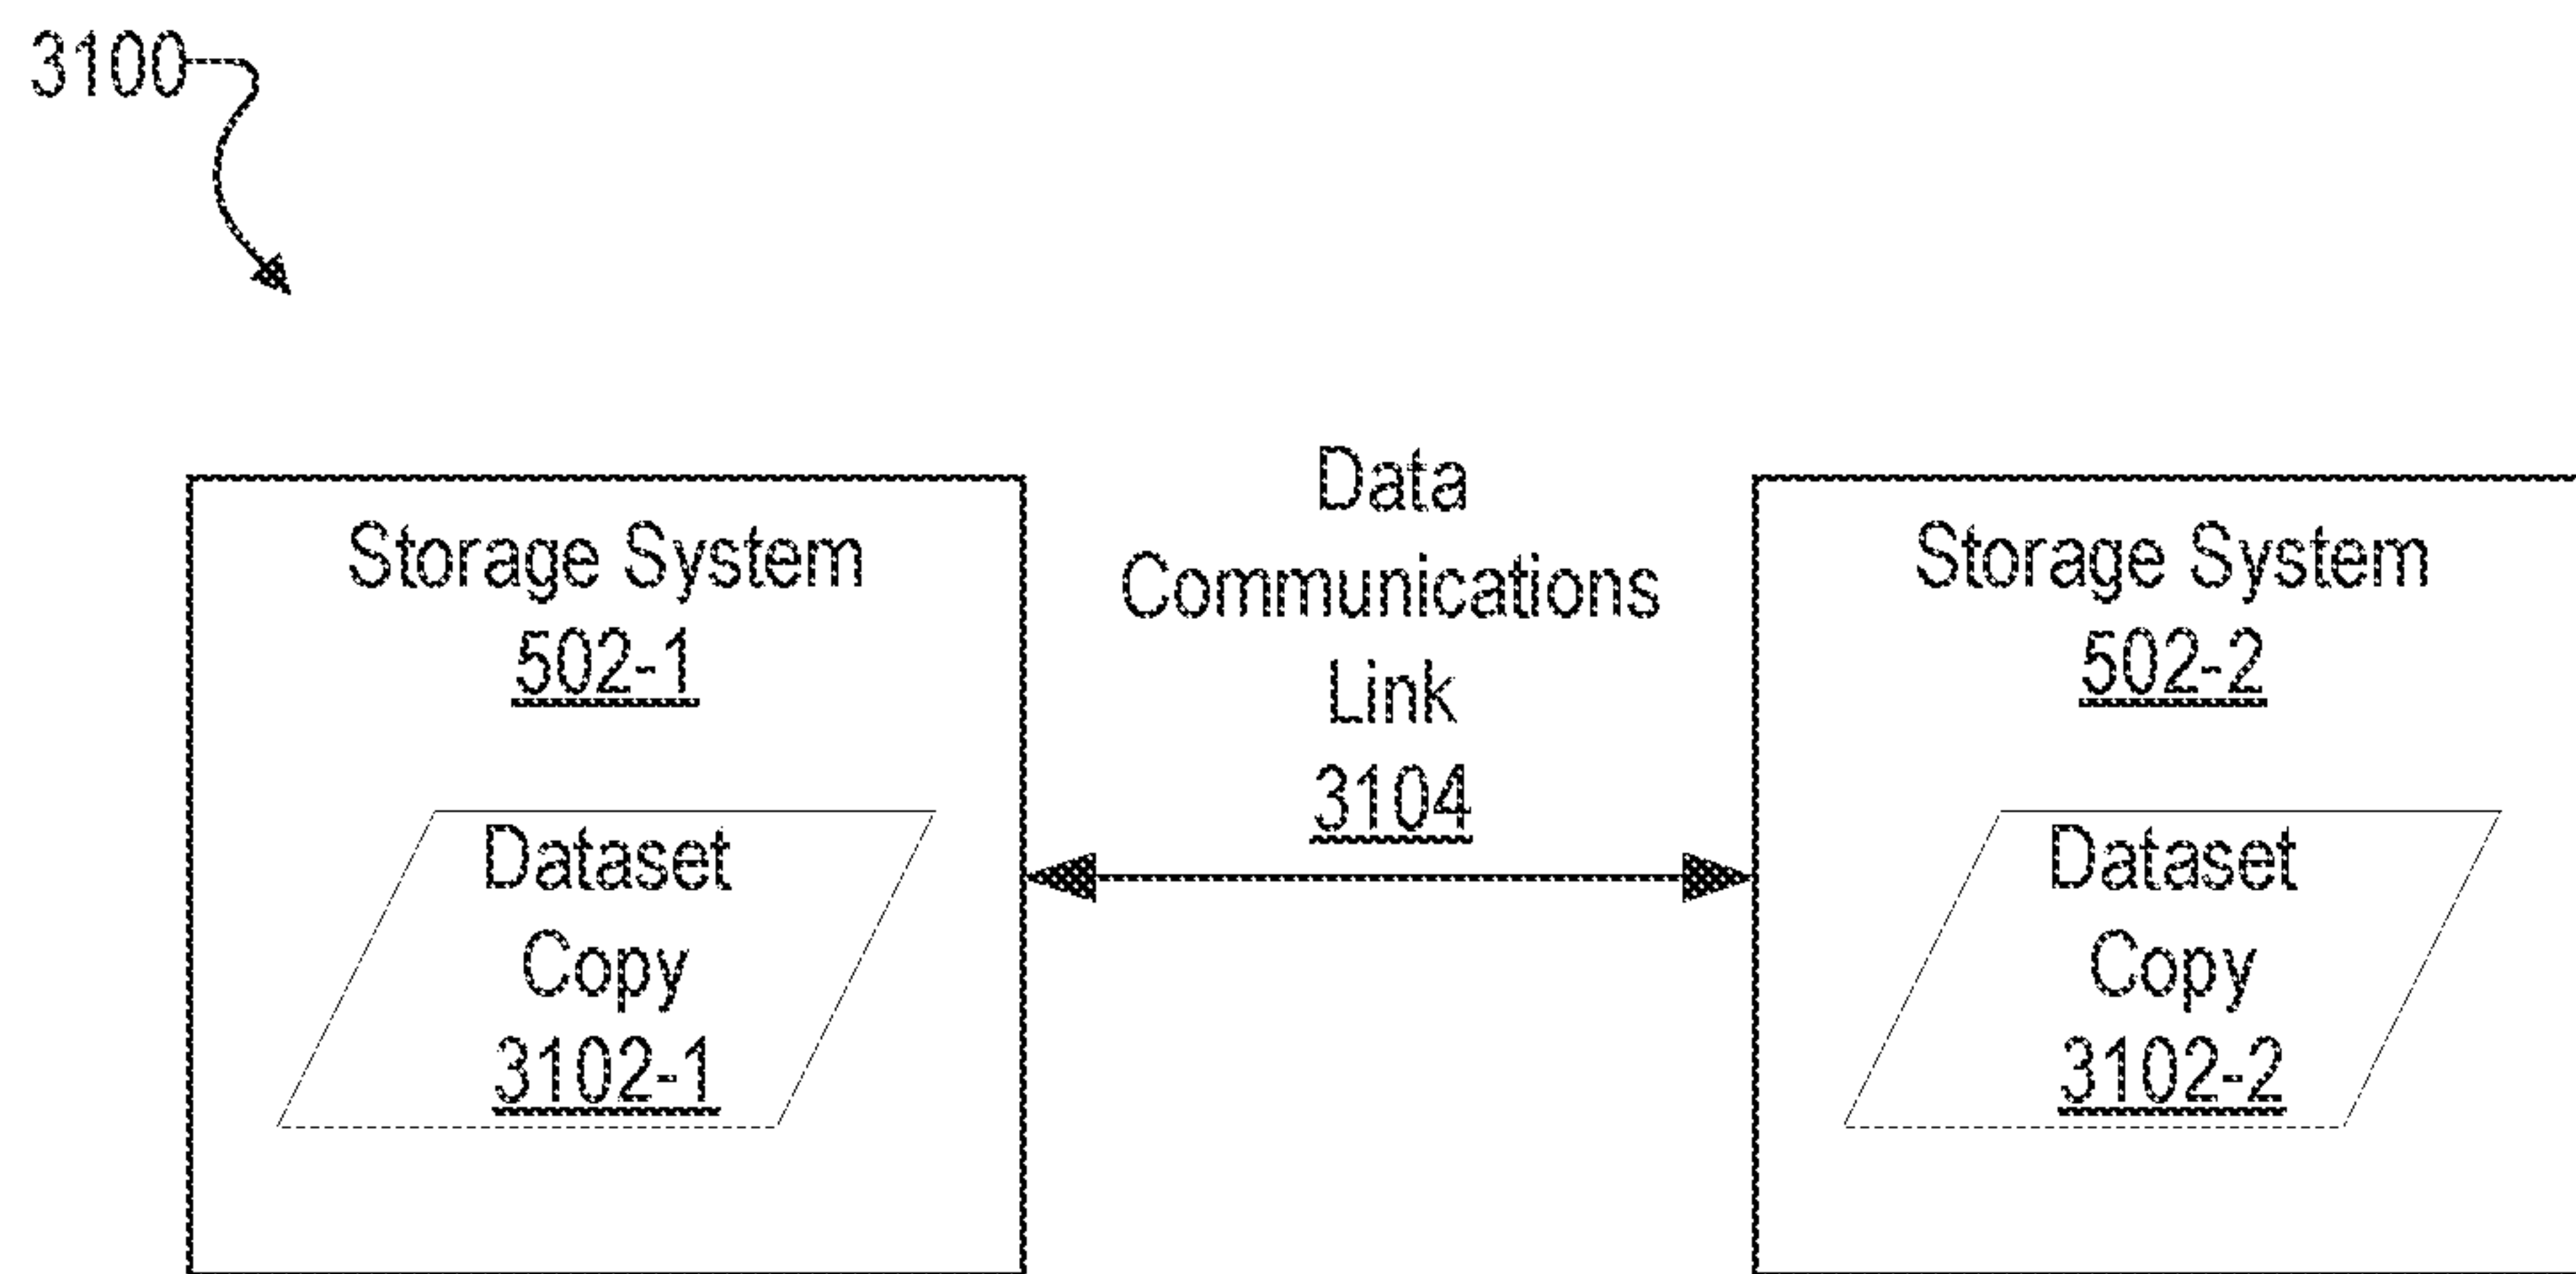 3100
Storage System
502-1
Dataset
Copy
3102-1
Data
Communications
Link
3104
Storage System
502-2
Dataset
Copy
3102-2